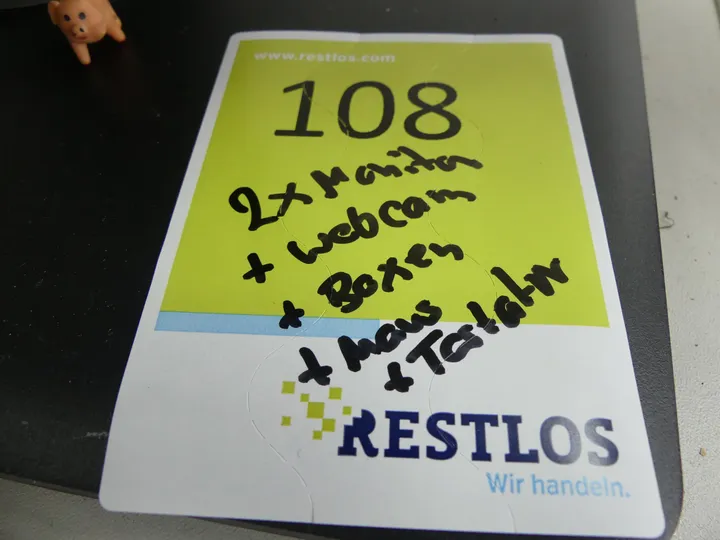 www.restlos.com
108
2x Monitor
+ Webcam
+ Boxen
+ Maus
+ Tastatur
RESTLOS
Wir handeln.